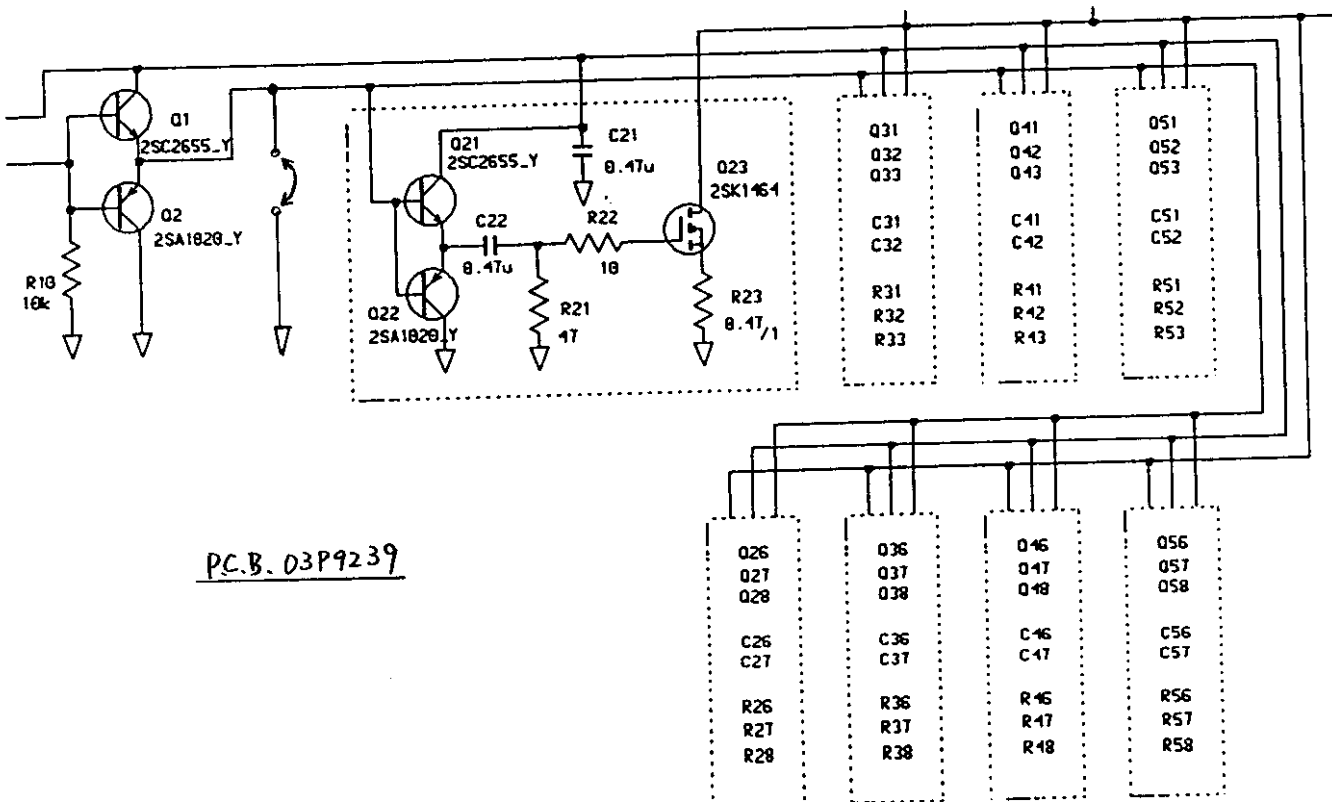 Q1
2SC2655_Y
Q2
2SA1020_Y
R10
10k
Q21
2SC2655_Y
C21
0.47u
Q23
2SK1464
C22
0.47u
R22
10
Q22
2SA1020_Y
R21
47
R23
0.47/1
Q31
Q32
Q33
C31
C32
R31
R32
R33
Q41
Q42
Q43
C41
C42
R41
R42
R43
Q51
Q52
Q53
C51
C52
R51
R52
R53
P.C.B. 03P9239
Q26
Q27
Q28
C26
C27
R26
R27
R28
Q36
Q37
Q38
C36
C37
R36
R37
R38
Q46
Q47
Q48
C46
C47
R46
R47
R48
Q56
Q57
Q58
C56
C57
R56
R57
R58